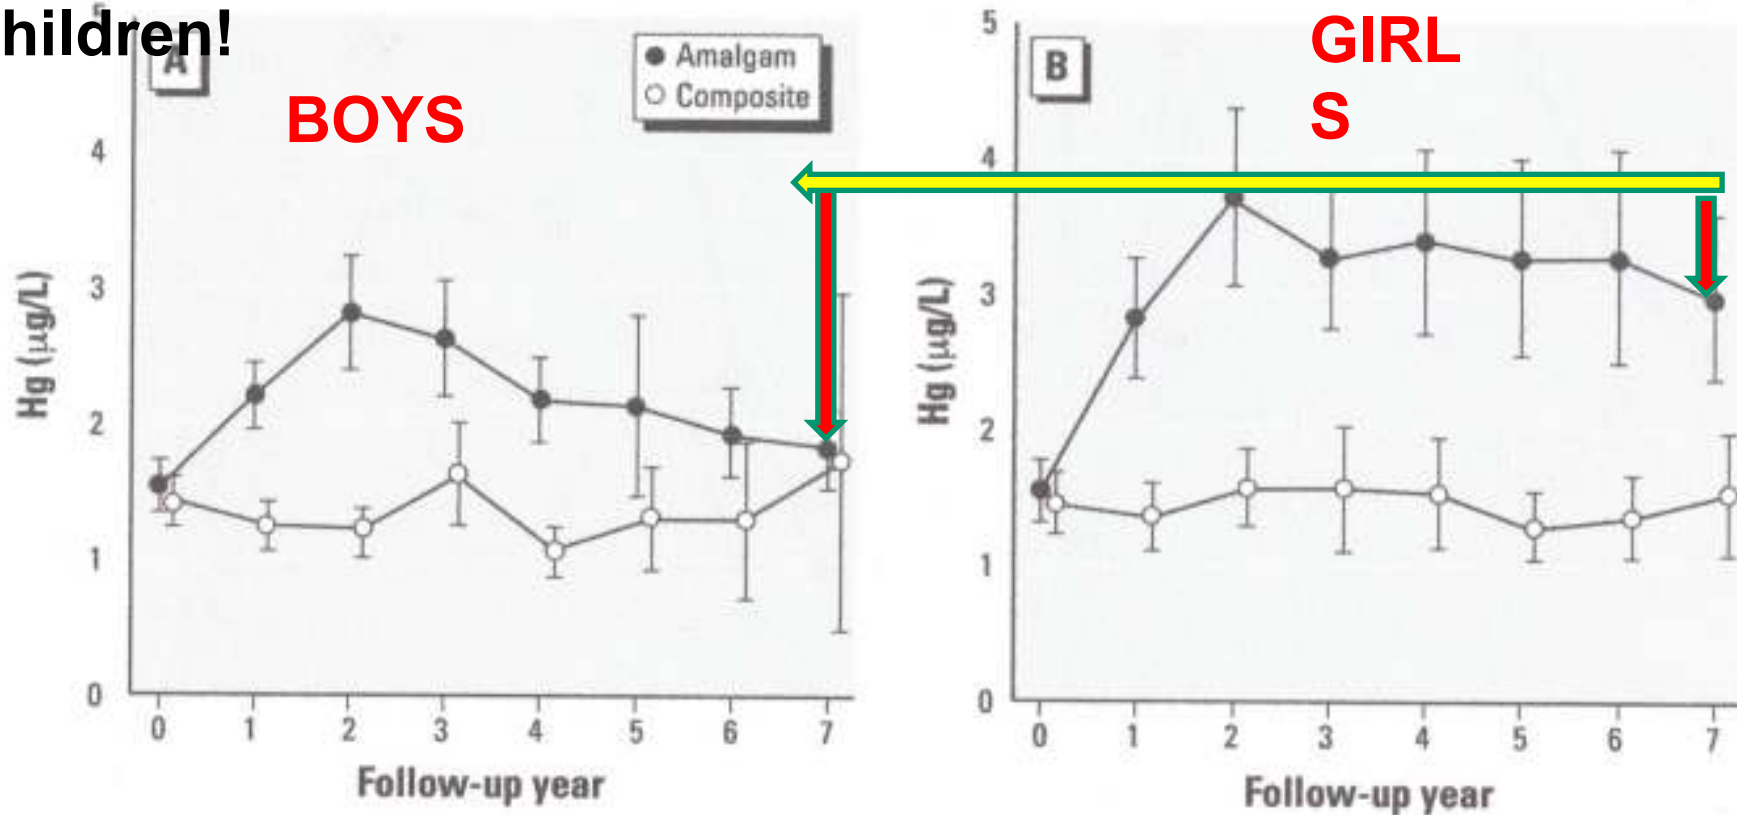 hildren!
A
BOYS
Amalgam
Composite
5
4
3
2
1
0
Hg (µg/L)
0 1 2 3 4 5 6 7
Follow-up year
B
GIRL
S
5
4
3
2
1
0
Hg (µg/L)
0 1 2 3 4 5 6 7
Follow-up year